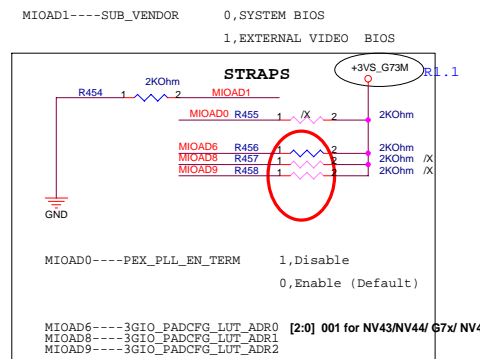 MIOAD1----SUB_VENDOR 0,SYSTEM BIOS
1,EXTERNAL VIDEO BIOS
STRAPS +3VS_G73M R1.1
2KOhm
R454 1 2 MIOAD1
MIOAD0 R455 1 /X 2 2KOhm
MIOAD6 R456 1 2 2KOhm
MIOAD8 R457 1 2 2KOhm /X
MIOAD9 R458 1 2 2KOhm /X
GND
MIOAD0----PEX_PLL_EN_TERM 1,Disable
0,Enable (Default)
MIOAD6----3GIO_PADCFG_LUT_ADR0 [2:0] 001 for NV43/NV44/ G7x/ NV4
MIOAD8----3GIO_PADCFG_LUT_ADR1
MIOAD9----3GIO_PADCFG_LUT_ADR2